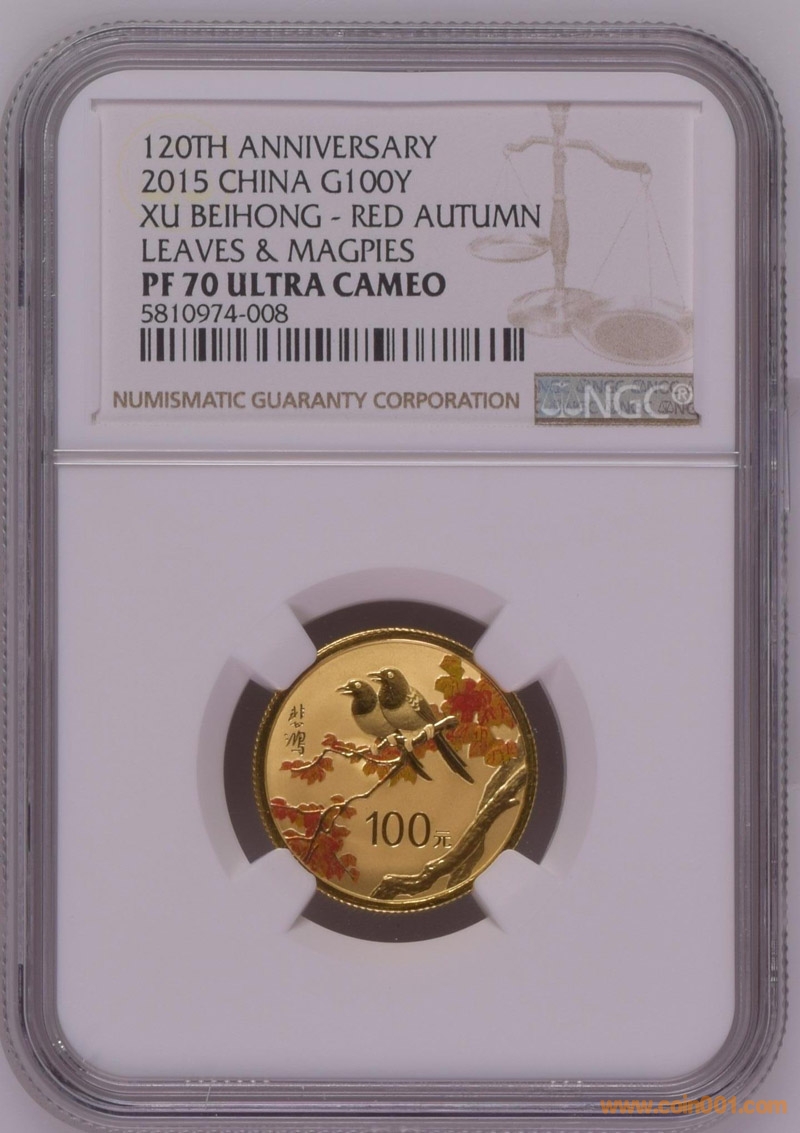 120TH ANNIVERSARY
2015 CHINA G100Y
XU BEIHONG - RED AUTUMN
LEAVES & MAGPIES
PF 70 ULTRA CAMEO
5810974-008
NUMISMATIC GUARANTY CORPORATION
NGC®
悲鴻
100元
www.coin001.com